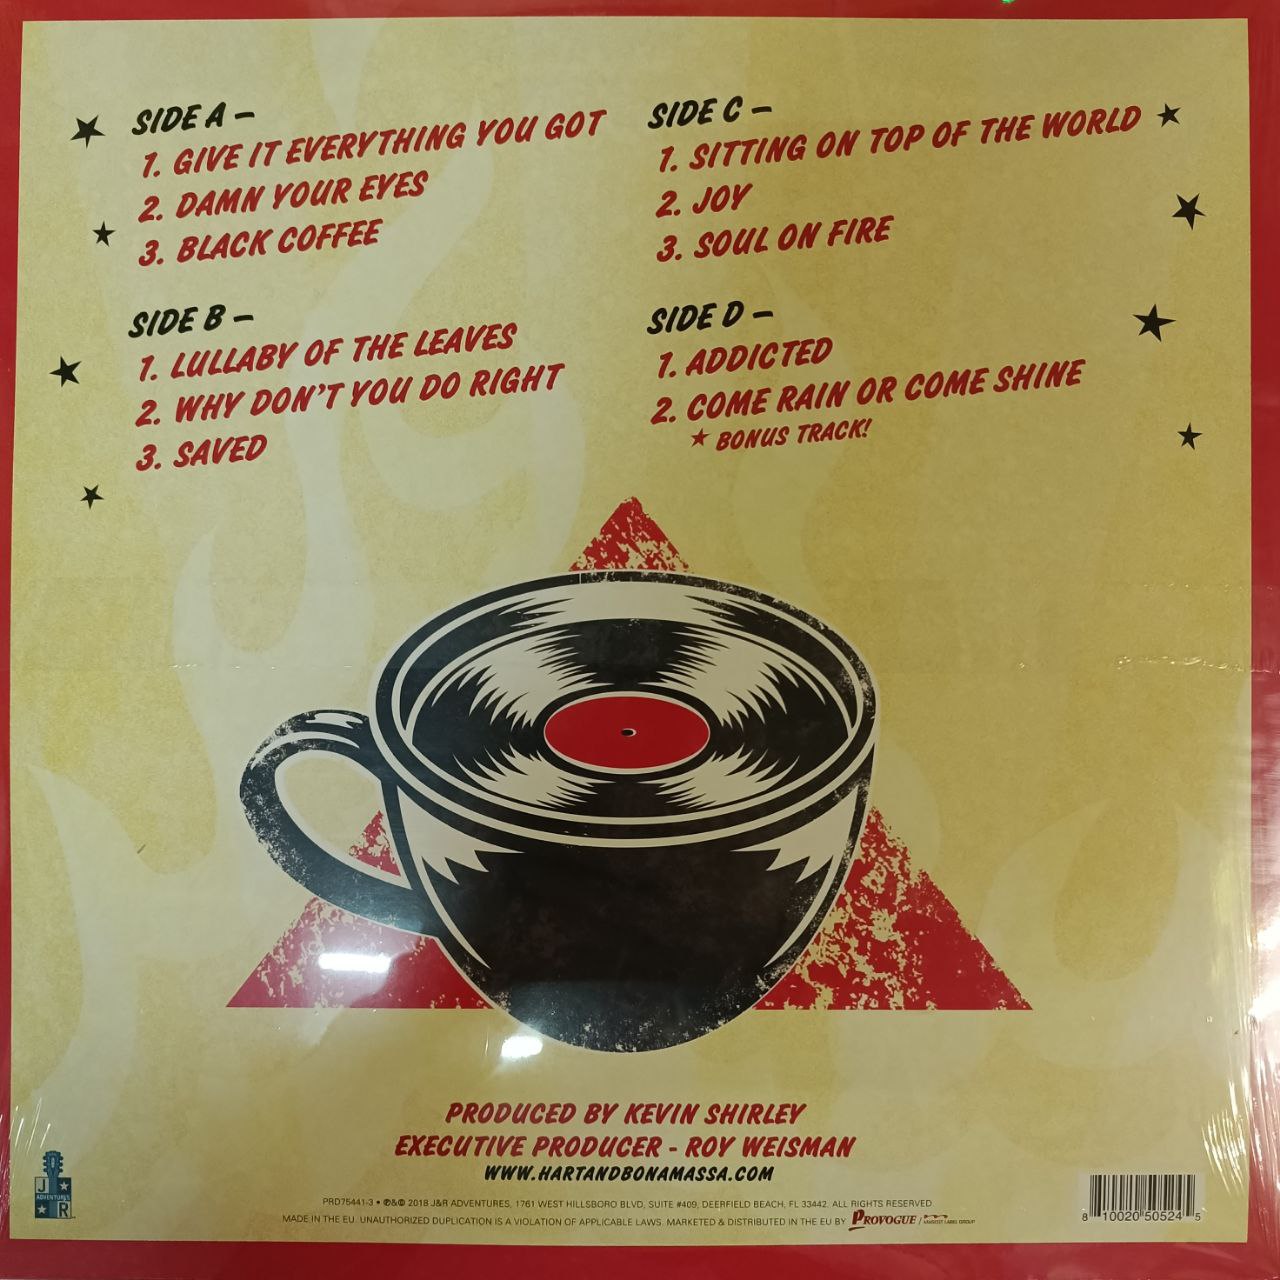 SIDE A –
1. GIVE IT EVERYTHING YOU GOT
2. DAMN YOUR EYES
3. BLACK COFFEE
SIDE B –
1. LULLABY OF THE LEAVES
2. WHY DON'T YOU DO RIGHT
3. SAVED
SIDE C –
1. SITTING ON TOP OF THE WORLD
2. JOY
3. SOUL ON FIRE
SIDE D –
1. ADDICTED
2. COME RAIN OR COME SHINE
★ BONUS TRACK!
PRODUCED BY KEVIN SHIRLEY
EXECUTIVE PRODUCER - ROY WEISMAN
WWW.HARTANDBONAMASSA.COM
PRD75441-3 • ℗&© 2018 J&R ADVENTURES, 1761 WEST HILLSBORO BLVD, SUITE #409, DEERFIELD BEACH, FL 33442. ALL RIGHTS RESERVED
MADE IN THE EU. UNAUTHORIZED DUPLICATION IS A VIOLATION OF APPLICABLE LAWS. MARKETED & DISTRIBUTED IN THE EU BY PROVOGUE / MASCOT LABEL GROUP
J
ADVENTURES
R
8 10020 50524 5